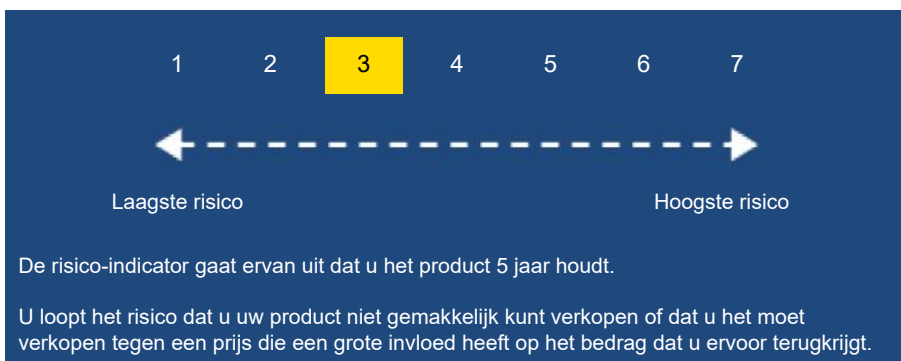 1 2 3 4 5 6 7
Laagste risico Hoogste risico
De risico-indicator gaat ervan uit dat u het product 5 jaar houdt.
U loopt het risico dat u uw product niet gemakkelijk kunt verkopen of dat u het moet
verkopen tegen een prijs die een grote invloed heeft op het bedrag dat u ervoor terugkrijgt.